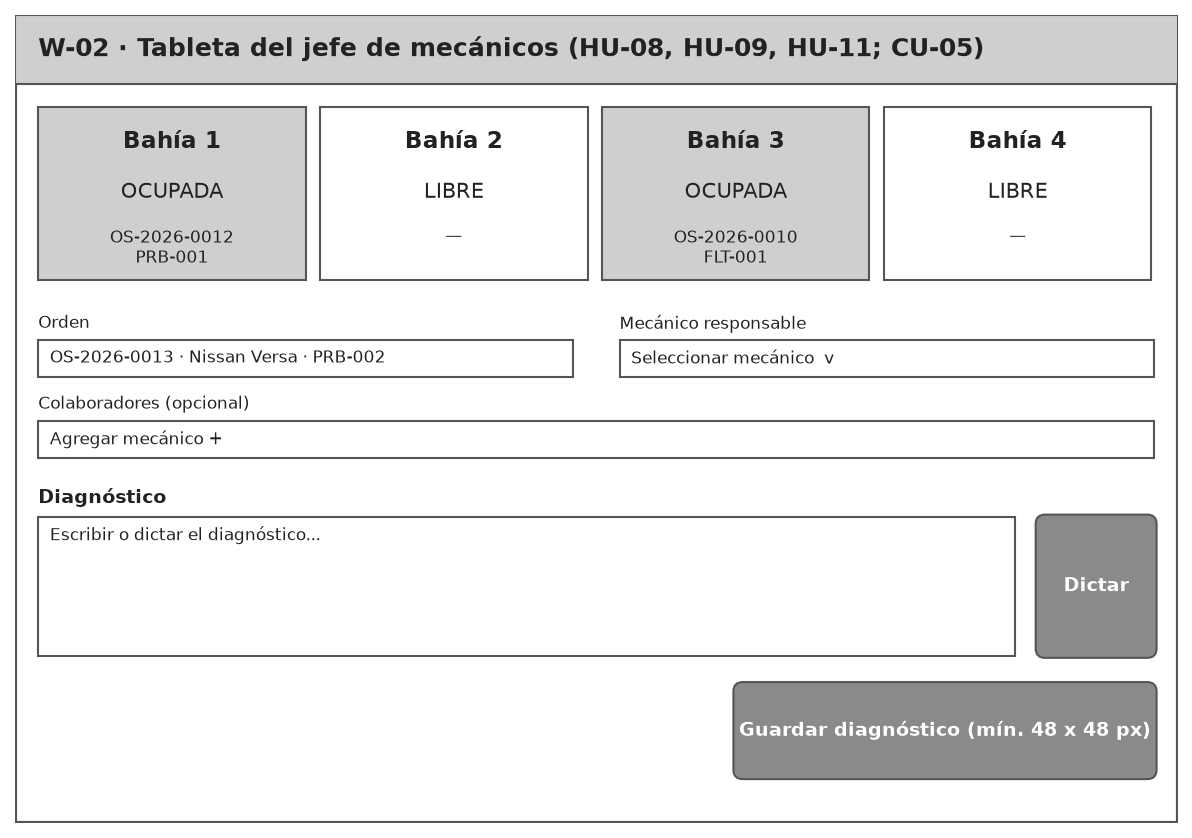 W-02 · Tableta del jefe de mecánicos (HU-08, HU-09, HU-11; CU-05)
Bahía 1
OCUPADA
OS-2026-0012
PRB-001
Bahía 2
LIBRE
—
Bahía 3
OCUPADA
OS-2026-0010
FLT-001
Bahía 4
LIBRE
—
Orden
OS-2026-0013 · Nissan Versa · PRB-002
Mecánico responsable
Seleccionar mecánico v
Colaboradores (opcional)
Agregar mecánico +
Diagnóstico
Escribir o dictar el diagnóstico...
Dictar
Guardar diagnóstico (mín. 48 x 48 px)